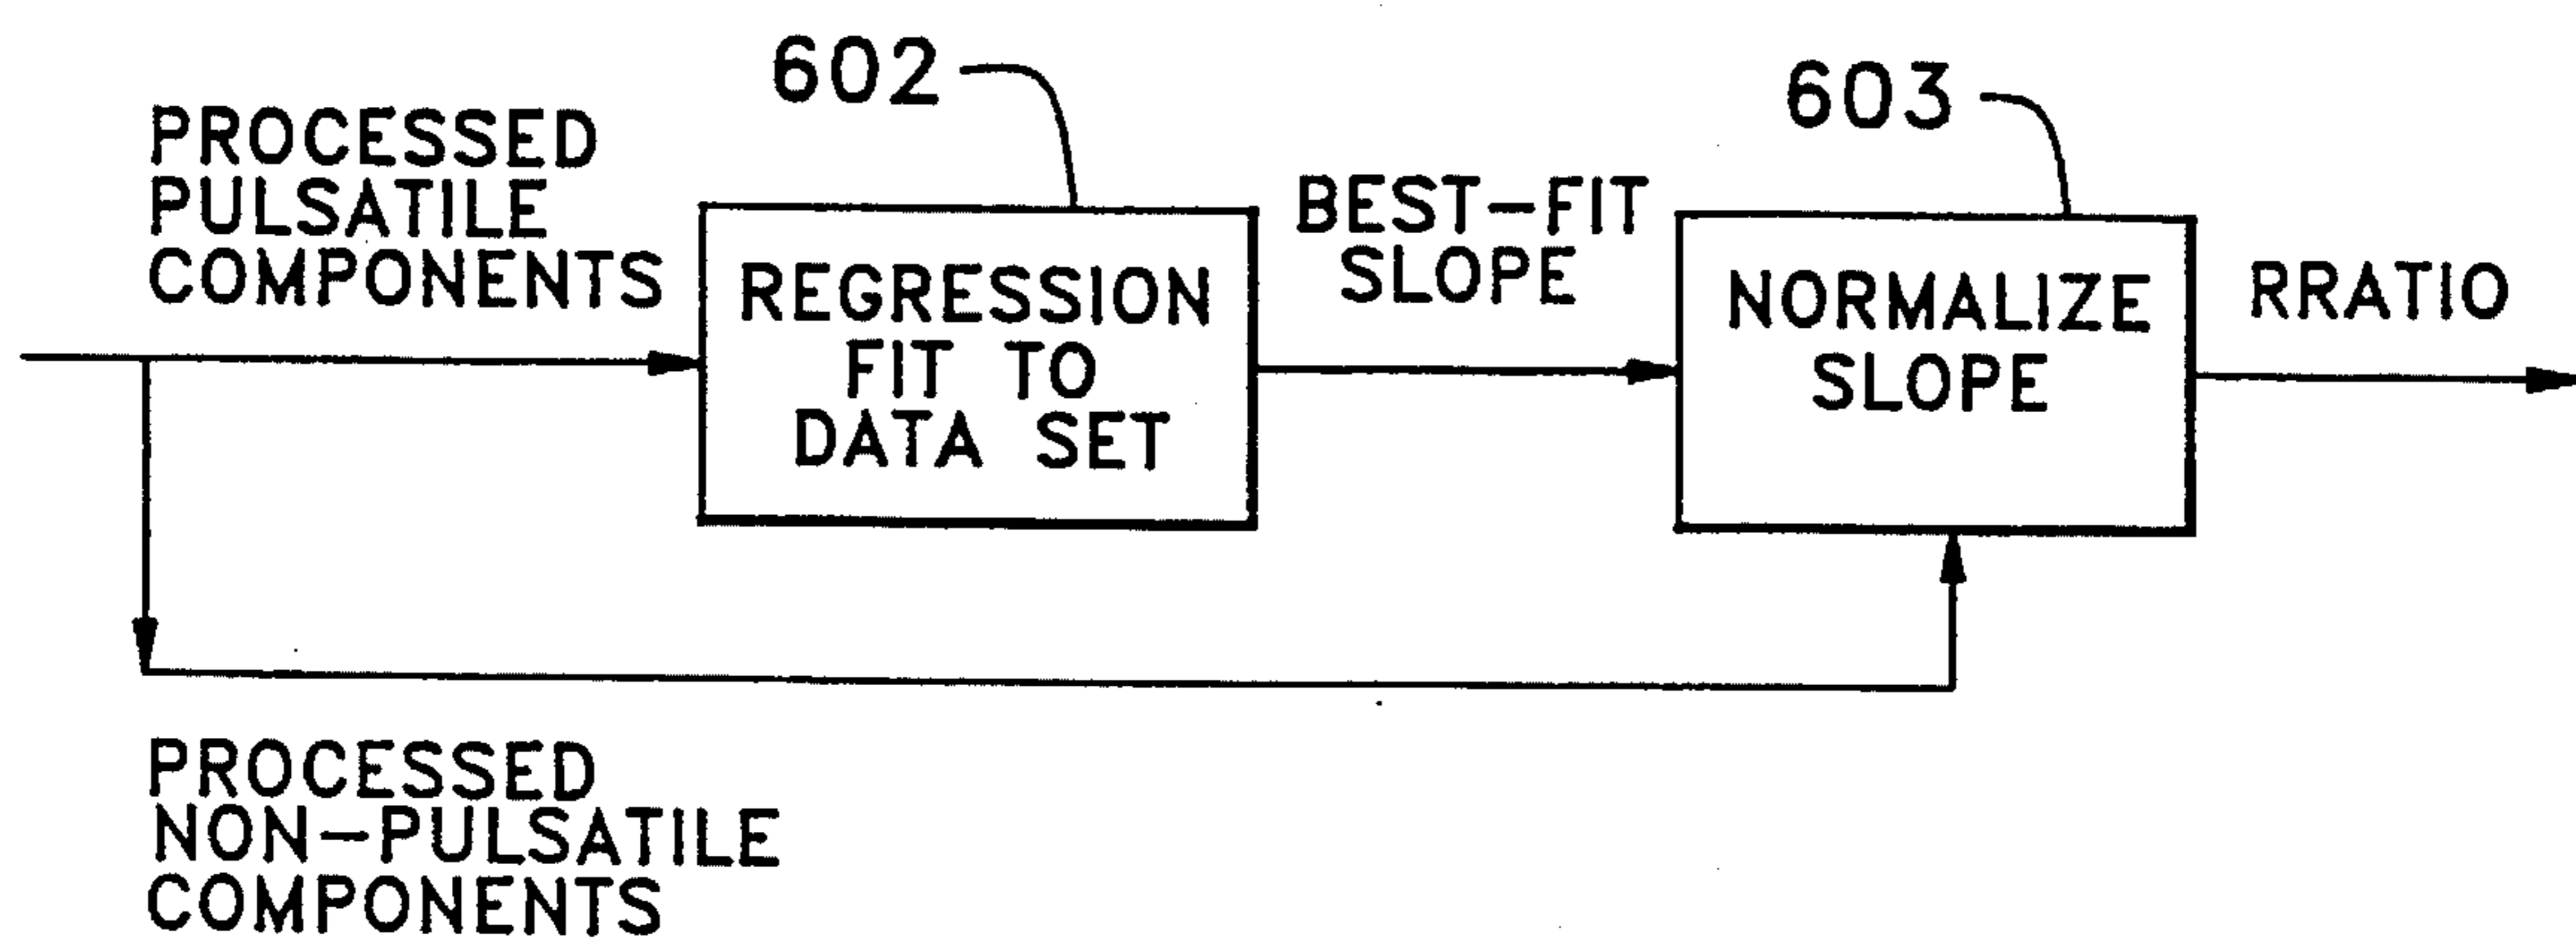 602
603
PROCESSED
PULSATILE
COMPONENTS
BEST-FIT
SLOPE
REGRESSION
FIT TO
DATA SET
NORMALIZE
SLOPE
RRATIO
PROCESSED
NON-PULSATILE
COMPONENTS